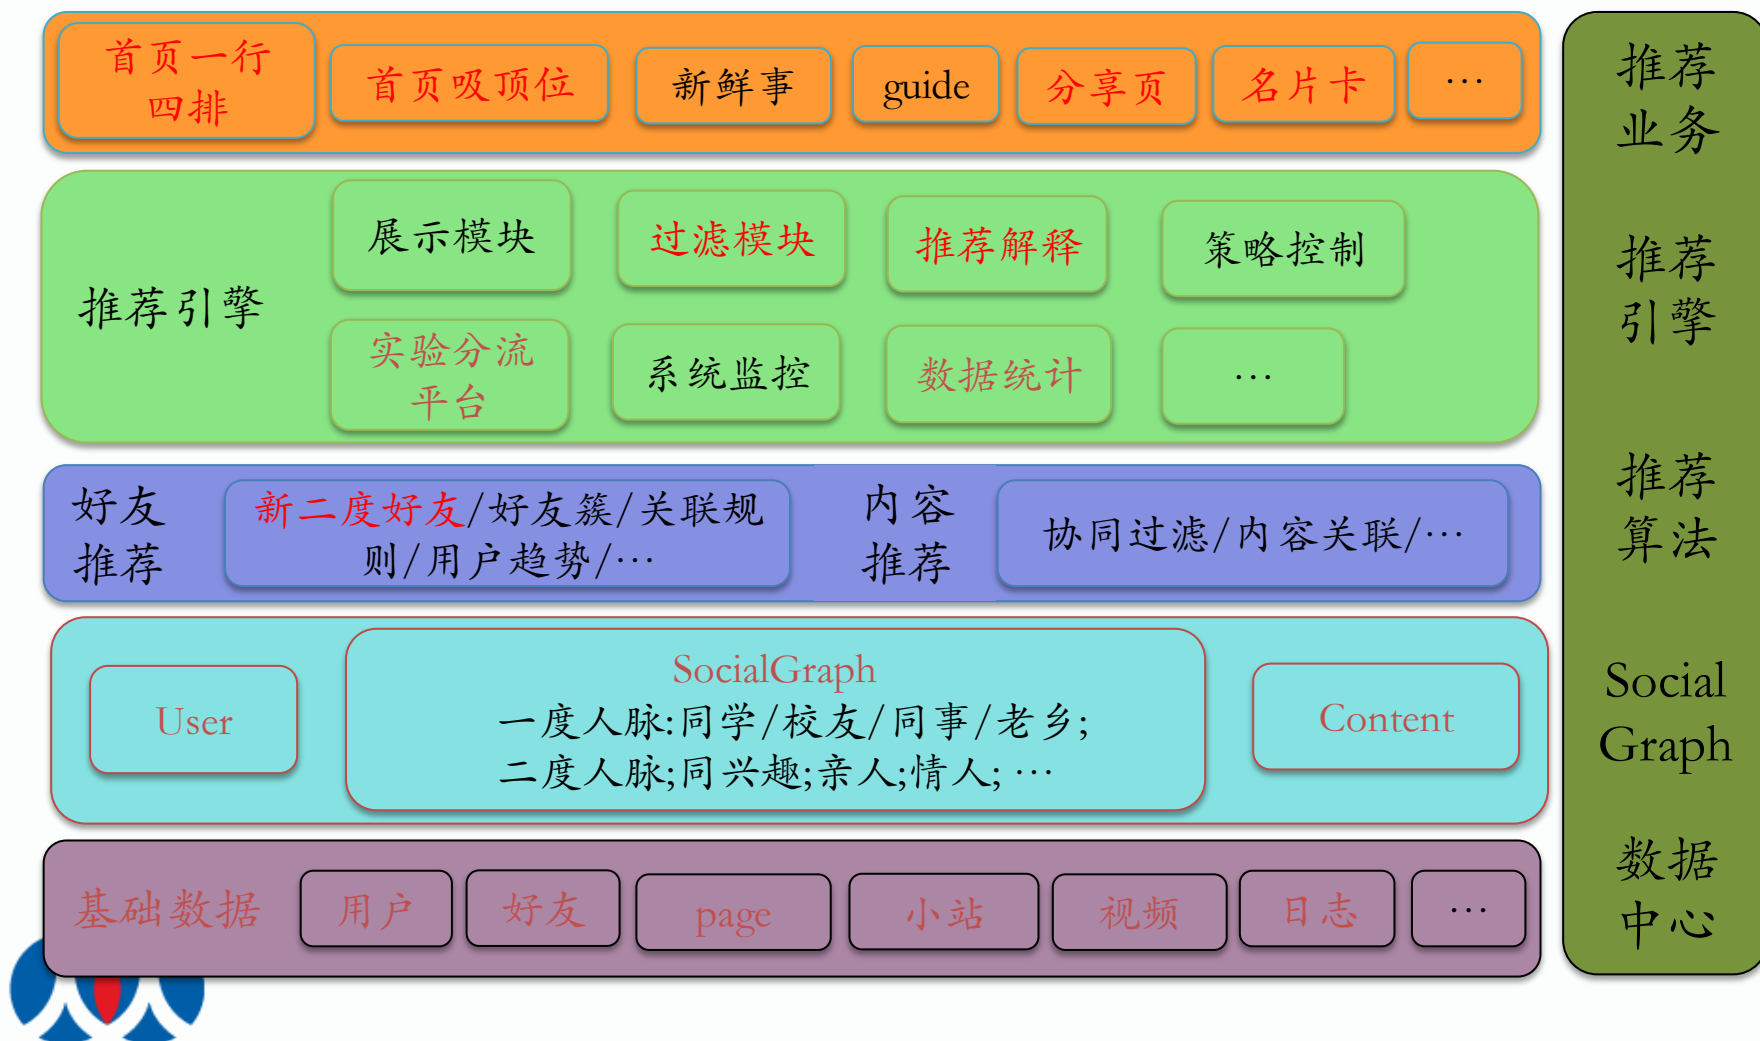 首页一行
四排
首页吸顶位
新鲜事
guide
分享页
名片卡
…
推荐引擎
展示模块
过滤模块
推荐解释
策略控制
实验分流
平台
系统监控
数据统计
…
好友
推荐
新二度好友/好友簇/关联规
则/用户趋势/…
内容
推荐
协同过滤/内容关联/…
User
SocialGraph
一度人脉:同学/校友/同事/老乡;
二度人脉;同兴趣;亲人;情人; …
Content
基础数据
用户
好友
page
小站
视频
日志
…
推荐
业务
推荐
引擎
推荐
算法
Social
Graph
数据
中心